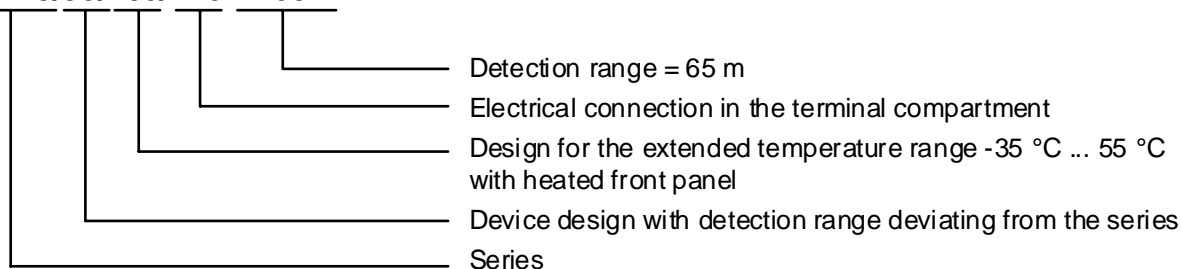 Detection range = 65 m
Electrical connection in the terminal compartment
Design for the extended temperature range -35 °C ... 55 °C
with heated front panel
Device design with detection range deviating from the series
Series